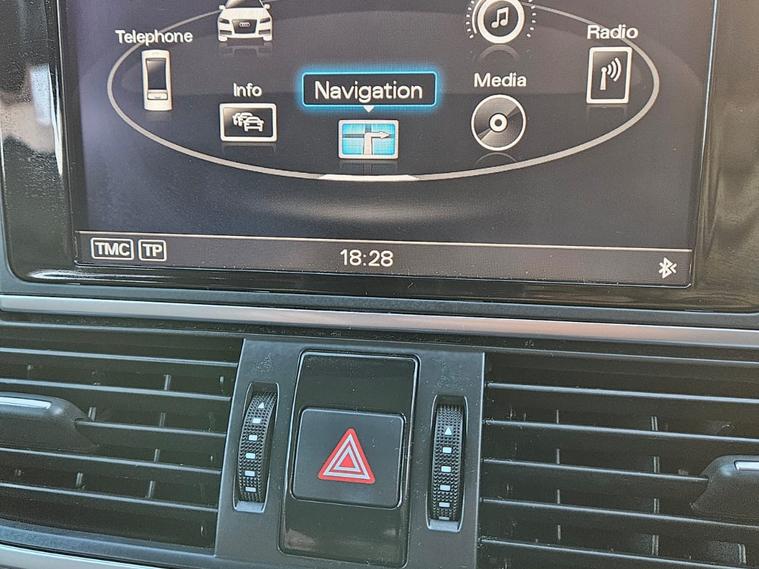 Telephone
Radio
Info
Navigation
Media
TMC TP
18:28